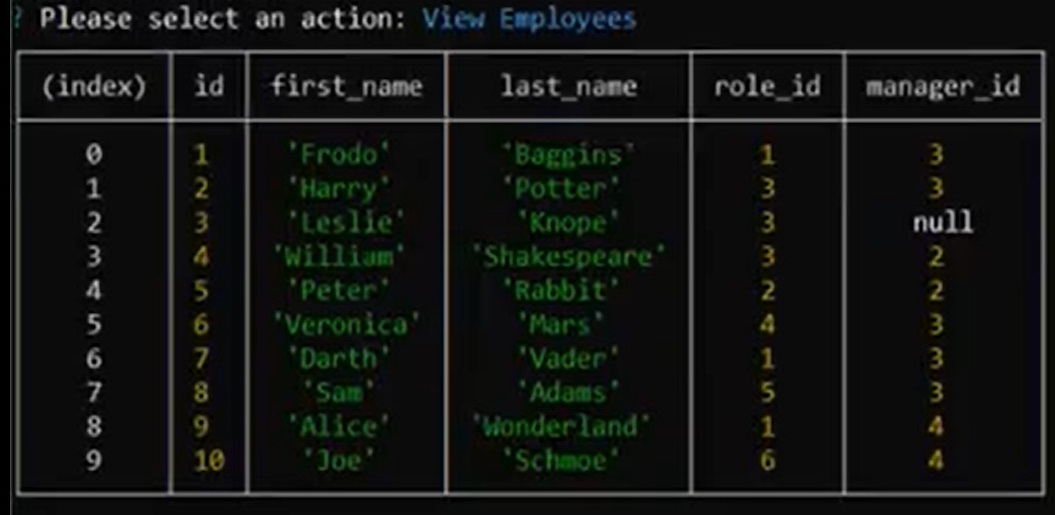 ? Please select an action: View Employees
(index) id first_name last_name role_id manager_id
0 1 'Frodo' 'Baggins' 1 3
1 2 'Harry' 'Potter' 3 3
2 3 'Leslie' 'Knope' 3 null
3 4 'William' 'Shakespeare' 3 2
4 5 'Peter' 'Rabbit' 2 2
5 6 'Veronica' 'Mars' 4 3
6 7 'Darth' 'Vader' 1 3
7 8 'Sam' 'Adams' 5 3
8 9 'Alice' 'Wonderland' 1 4
9 10 'Joe' 'Schmoe' 6 4